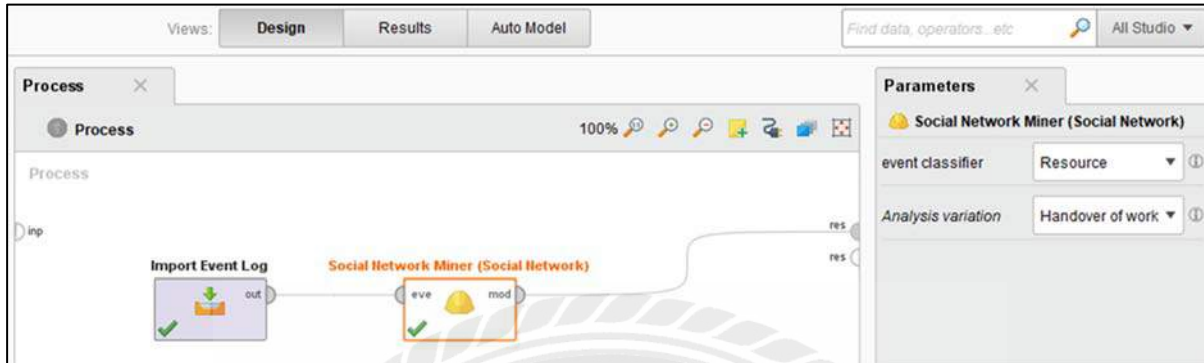 Views: Design Results Auto Model Find data, operators...etc All Studio
Process Parameters
Process 100% Social Network Miner (Social Network)
Process event classifier Resource
Analysis variation Handover of work
inp res
res
Import Event Log Social Network Miner (Social Network)
out eve mod